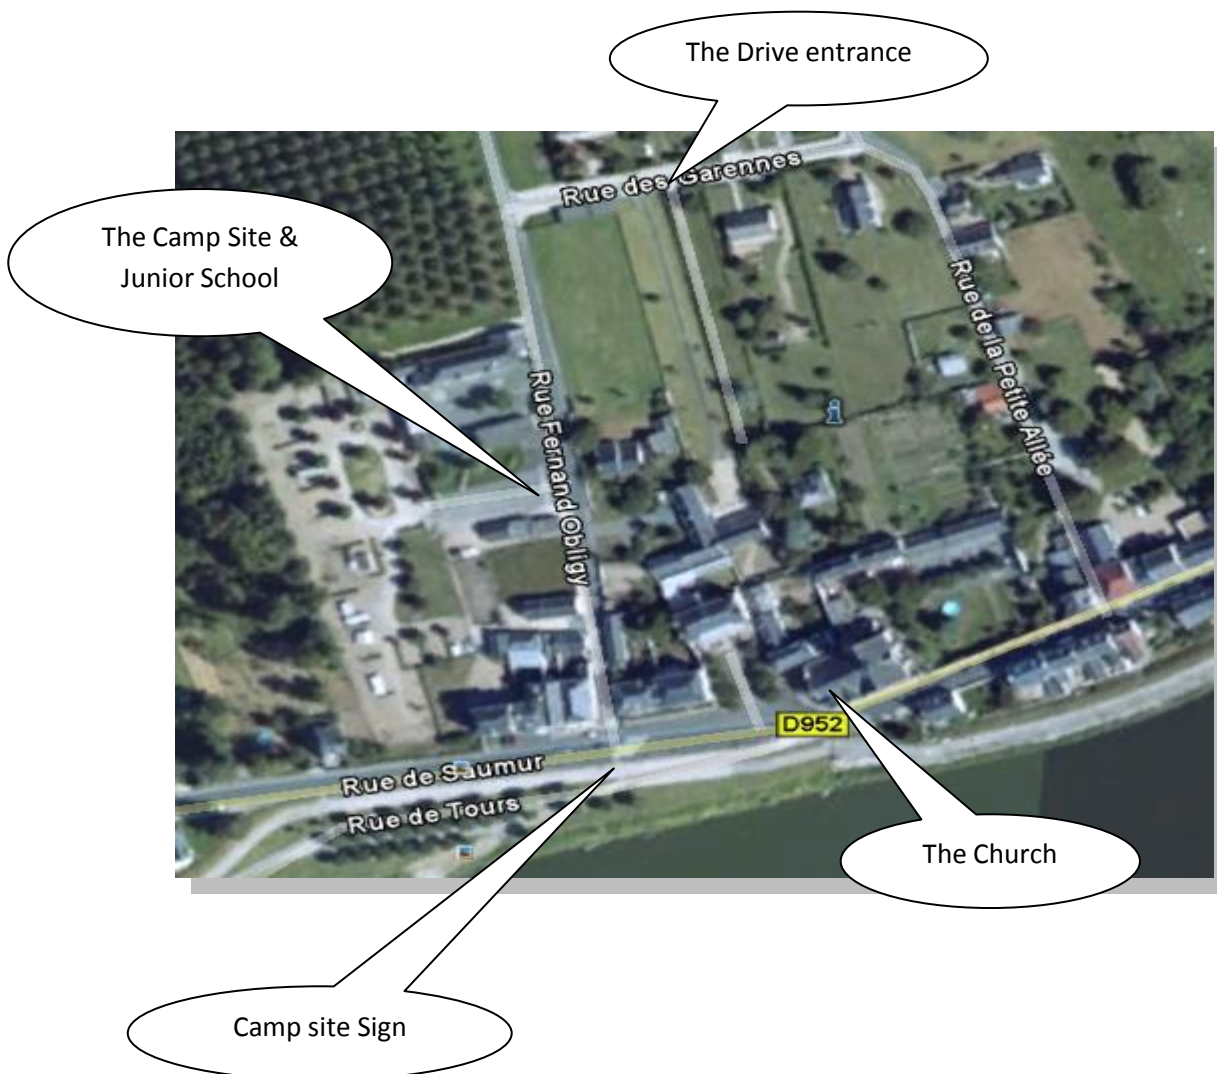 The Drive entrance
Rue des Garennes
The Camp Site &
Junior School
Rue de la Petite Allée
Rue Fernand Obligy
D952
Rue de Saumur
Rue de Tours
The Church
Camp site Sign